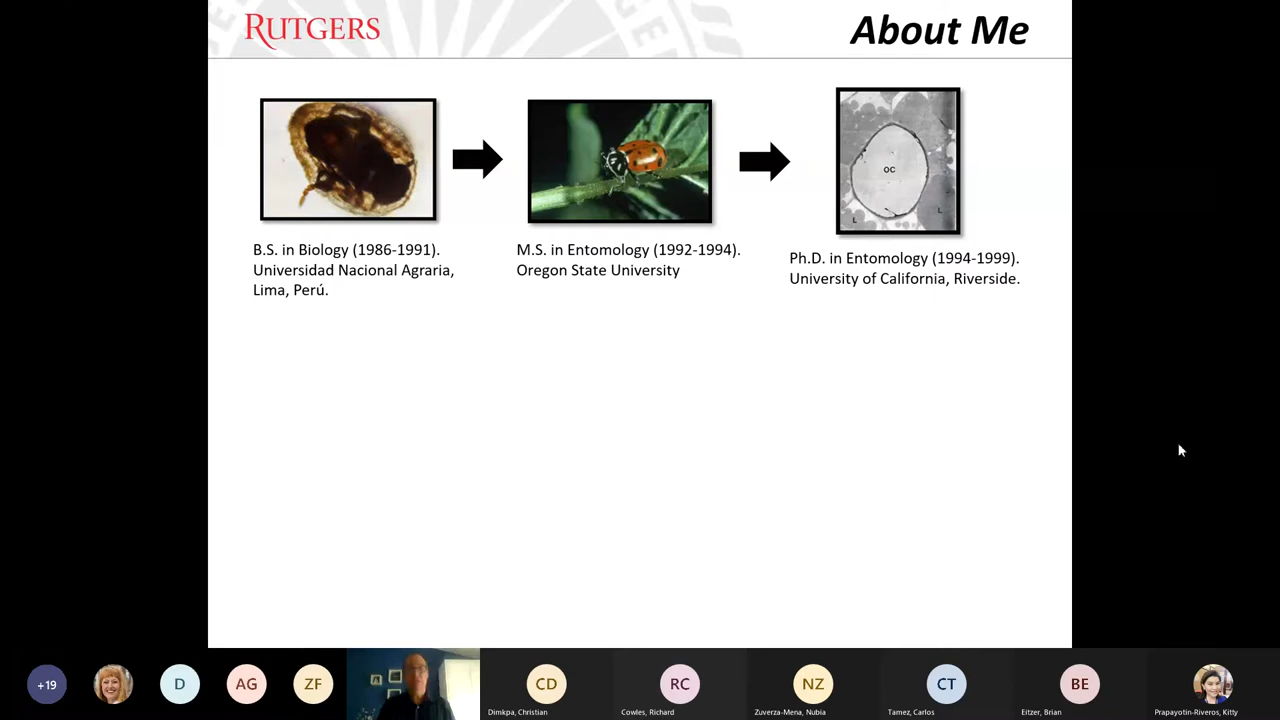 RUTGERS
About Me
OC
L
L
B.S. in Biology (1986-1991).
Universidad Nacional Agraria,
Lima, Perú.
M.S. in Entomology (1992-1994).
Oregon State University
Ph.D. in Entomology (1994-1999).
University of California, Riverside.
+19
D
AG
ZF
CD
RC
NZ
CT
BE
Dimkpa, Christian
Cowles, Richard
Zuverza-Mena, Nubia
Tamez, Carlos
Eitzer, Brian
Prapayotin-Riveros, Kitty